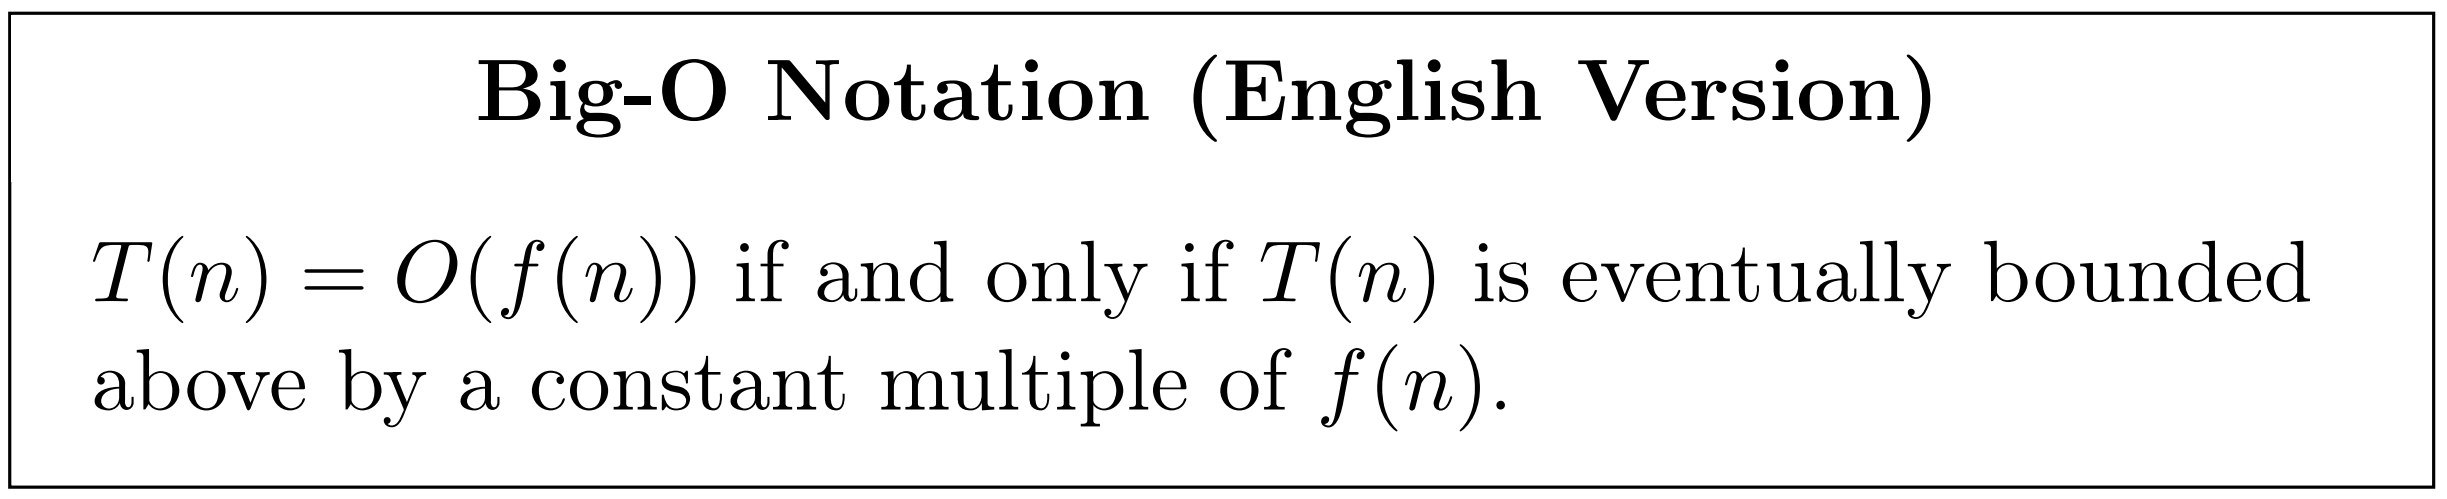 Big-O Notation (English Version)
T(n) = O(f(n)) if and only if T(n) is eventually bounded
above by a constant multiple of f(n).